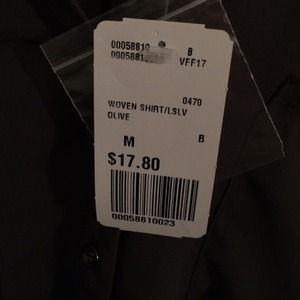 00058810 B
VFF17
0470
WOVEN SHIRT/LSLV
OLIVE
M B
$17.80
00058810023